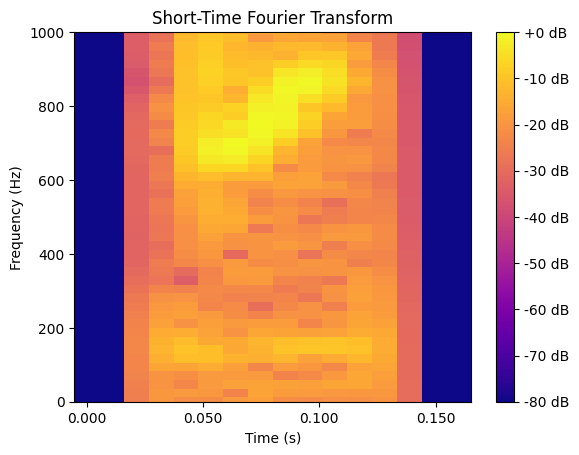 Short-Time Fourier Transform
1000
800
600
400
200
0
Frequency (Hz)
0.000
0.050
0.100
0.150
Time (s)
+0 dB
-10 dB
-20 dB
-30 dB
-40 dB
-50 dB
-60 dB
-70 dB
-80 dB